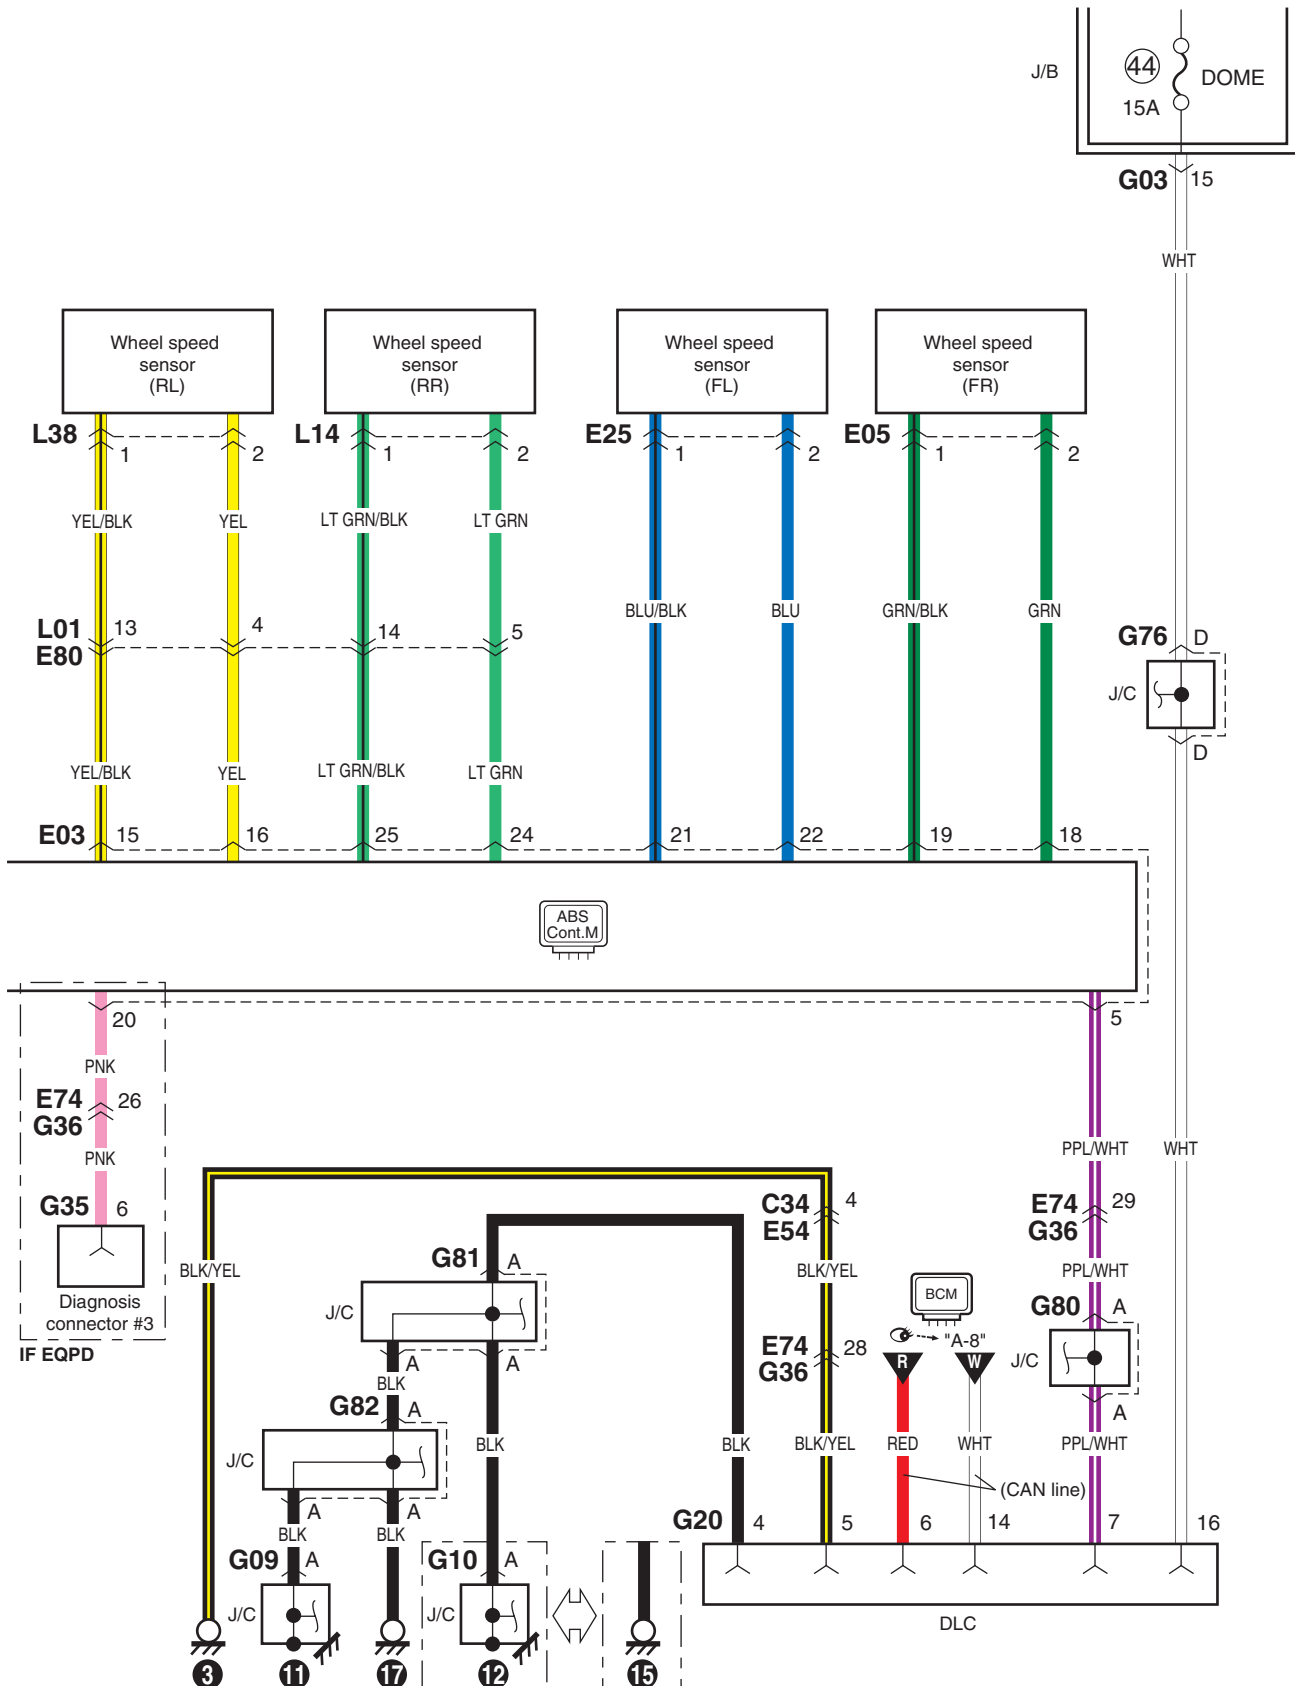 J/B
44
15A
DOME
G03
15
WHT
Wheel speed
sensor
(RL)
Wheel speed
sensor
(RR)
Wheel speed
sensor
(FL)
Wheel speed
sensor
(FR)
L38
1
2
L14
1
2
E25
1
2
E05
1
2
YEL/BLK
YEL
LT GRN/BLK
LT GRN
BLU/BLK
BLU
GRN/BLK
GRN
L01
E80
13
4
14
5
G76
D
J/C
D
YEL/BLK
YEL
LT GRN/BLK
LT GRN
E03
15
16
25
24
21
22
19
18
ABS
Cont.M
20
5
PNK
E74
G36
26
PNK
PPL/WHT
WHT
G35
6
Diagnosis
connector #3
IF EQPD
C34
E54
4
E74
G36
29
BLK/YEL
BLK/YEL
PPL/WHT
G81
A
J/C
A
A
BCM
"A-8"
R
W
E74
G36
28
G80
A
J/C
A
BLK
G82
A
J/C
A
A
BLK
BLK
BLK/YEL
RED
WHT
PPL/WHT
(CAN line)
BLK
BLK
G20
4
5
6
14
7
16
DLC
G09
A
J/C
G10
A
J/C
3
11
17
12
15